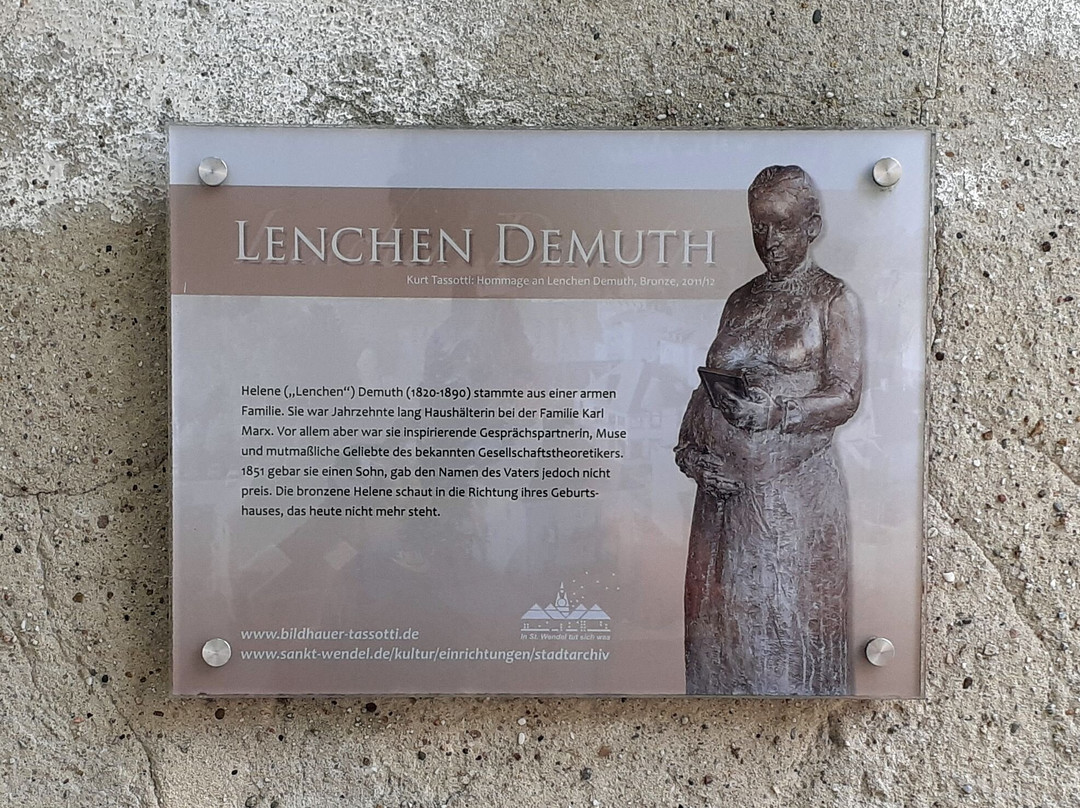 LENCHEN DEMUTH
Kurt Tassotti: Hommage an Lenchen Demuth, Bronze, 2011/12
Helene („Lenchen“) Demuth (1820-1890) stammte aus einer armen
Familie. Sie war Jahrzehnte lang Haushälterin bei der Familie Karl
Marx. Vor allem aber war sie inspirierende Gesprächspartnerin, Muse
und mutmaßliche Geliebte des bekannten Gesellschaftstheoretikers.
1851 gebar sie einen Sohn, gab den Namen des Vaters jedoch nicht
preis. Die bronzene Helene schaut in die Richtung ihres Geburts-
hauses, das heute nicht mehr steht.
In St. Wendel tut sich was
www.bildhauer-tassotti.de
www.sankt-wendel.de/kultur/einrichtungen/stadtarchiv